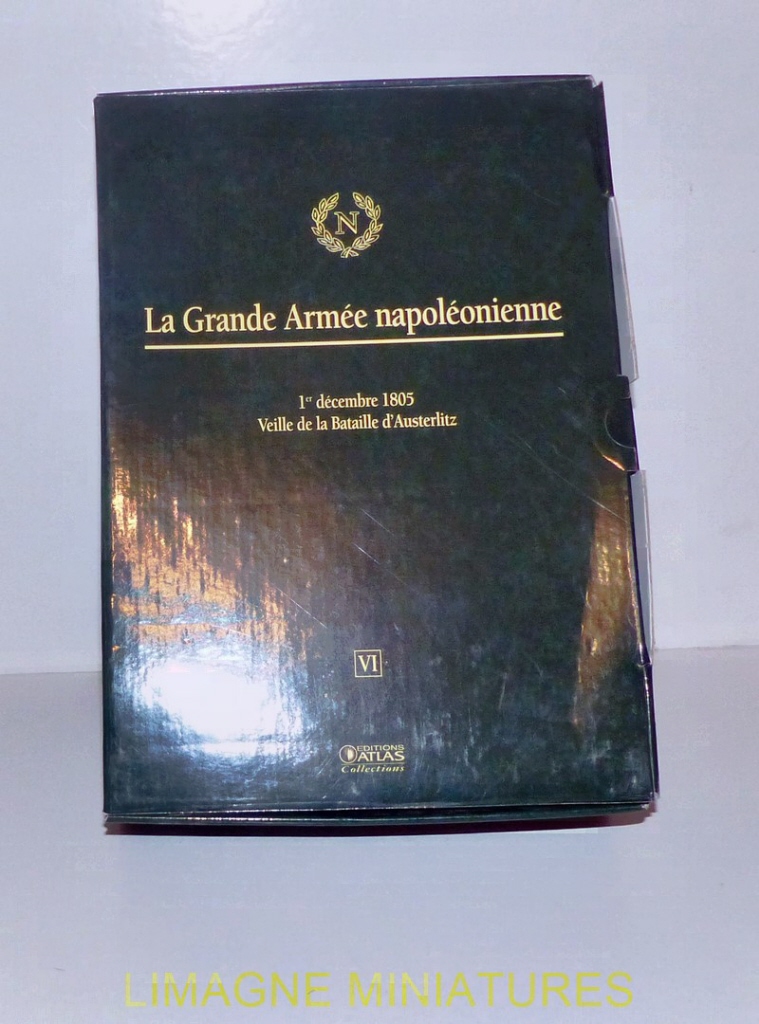 N
La Grande Armée napoléonienne
1er décembre 1805
Veille de la Bataille d'Austerlitz
VI
EDITIONS
ATLAS
Collections
LIMAGNE MINIATURES